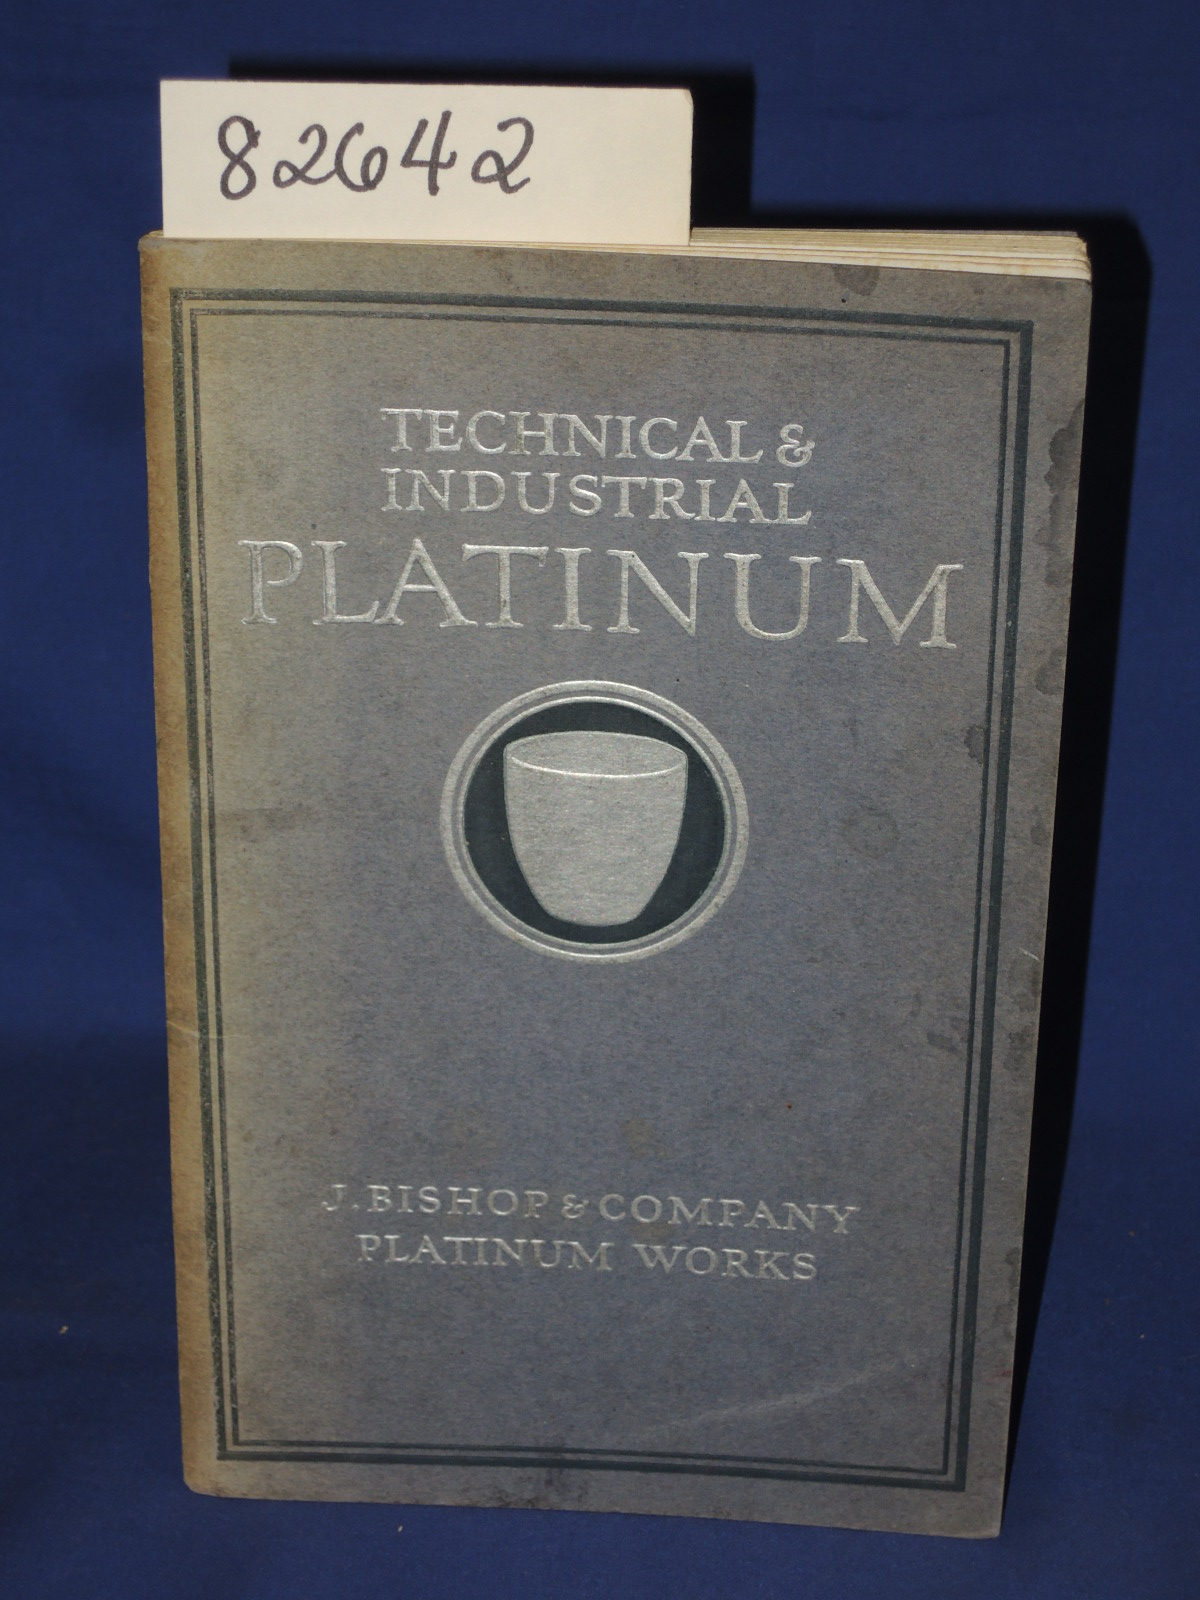 82642
TECHNICAL &
INDUSTRIAL
PLATINUM
J. BISHOP & COMPANY
PLATINUM WORKS